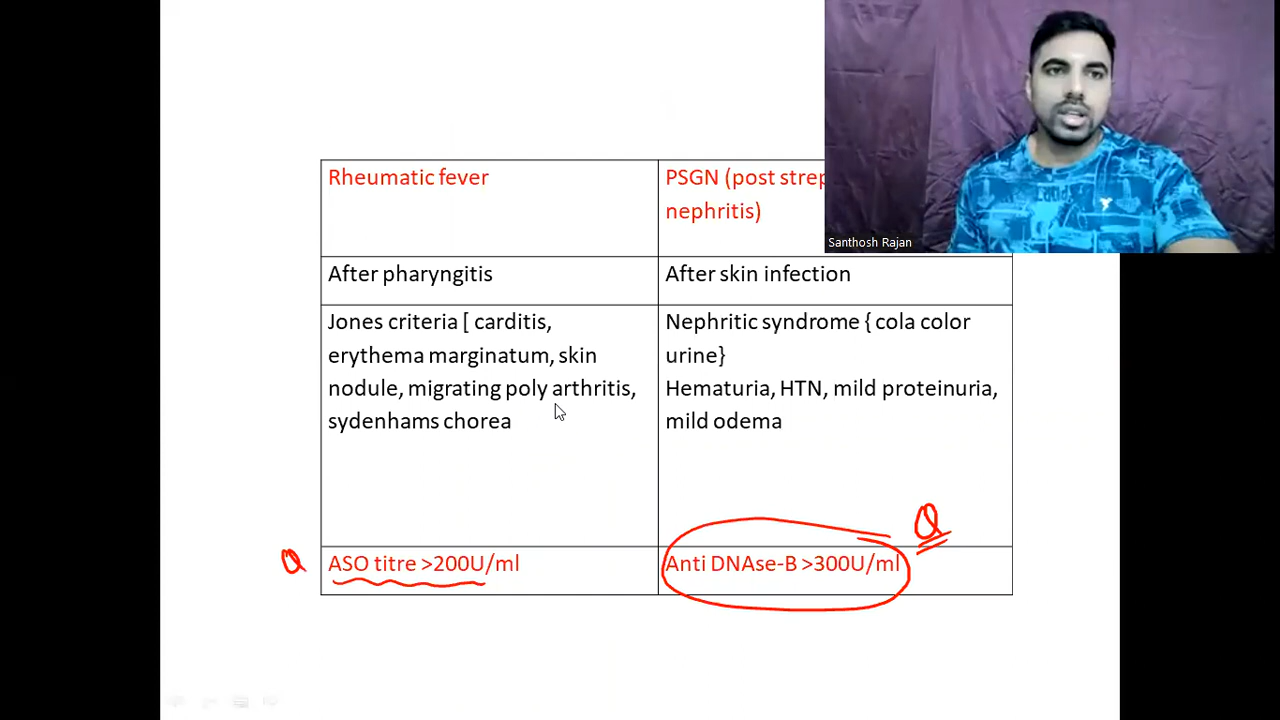 Rheumatic fever
PSGN (post strep
nephritis)
Santhosh Rajan
After pharyngitis
After skin infection
Jones criteria [ carditis,
erythema marginatum, skin
nodule, migrating poly arthritis,
sydenhams chorea
Nephritic syndrome { cola color
urine}
Hematuria, HTN, mild proteinuria,
mild odema
Q
Q
ASO titre >200U/ml
Anti DNAse-B >300U/ml